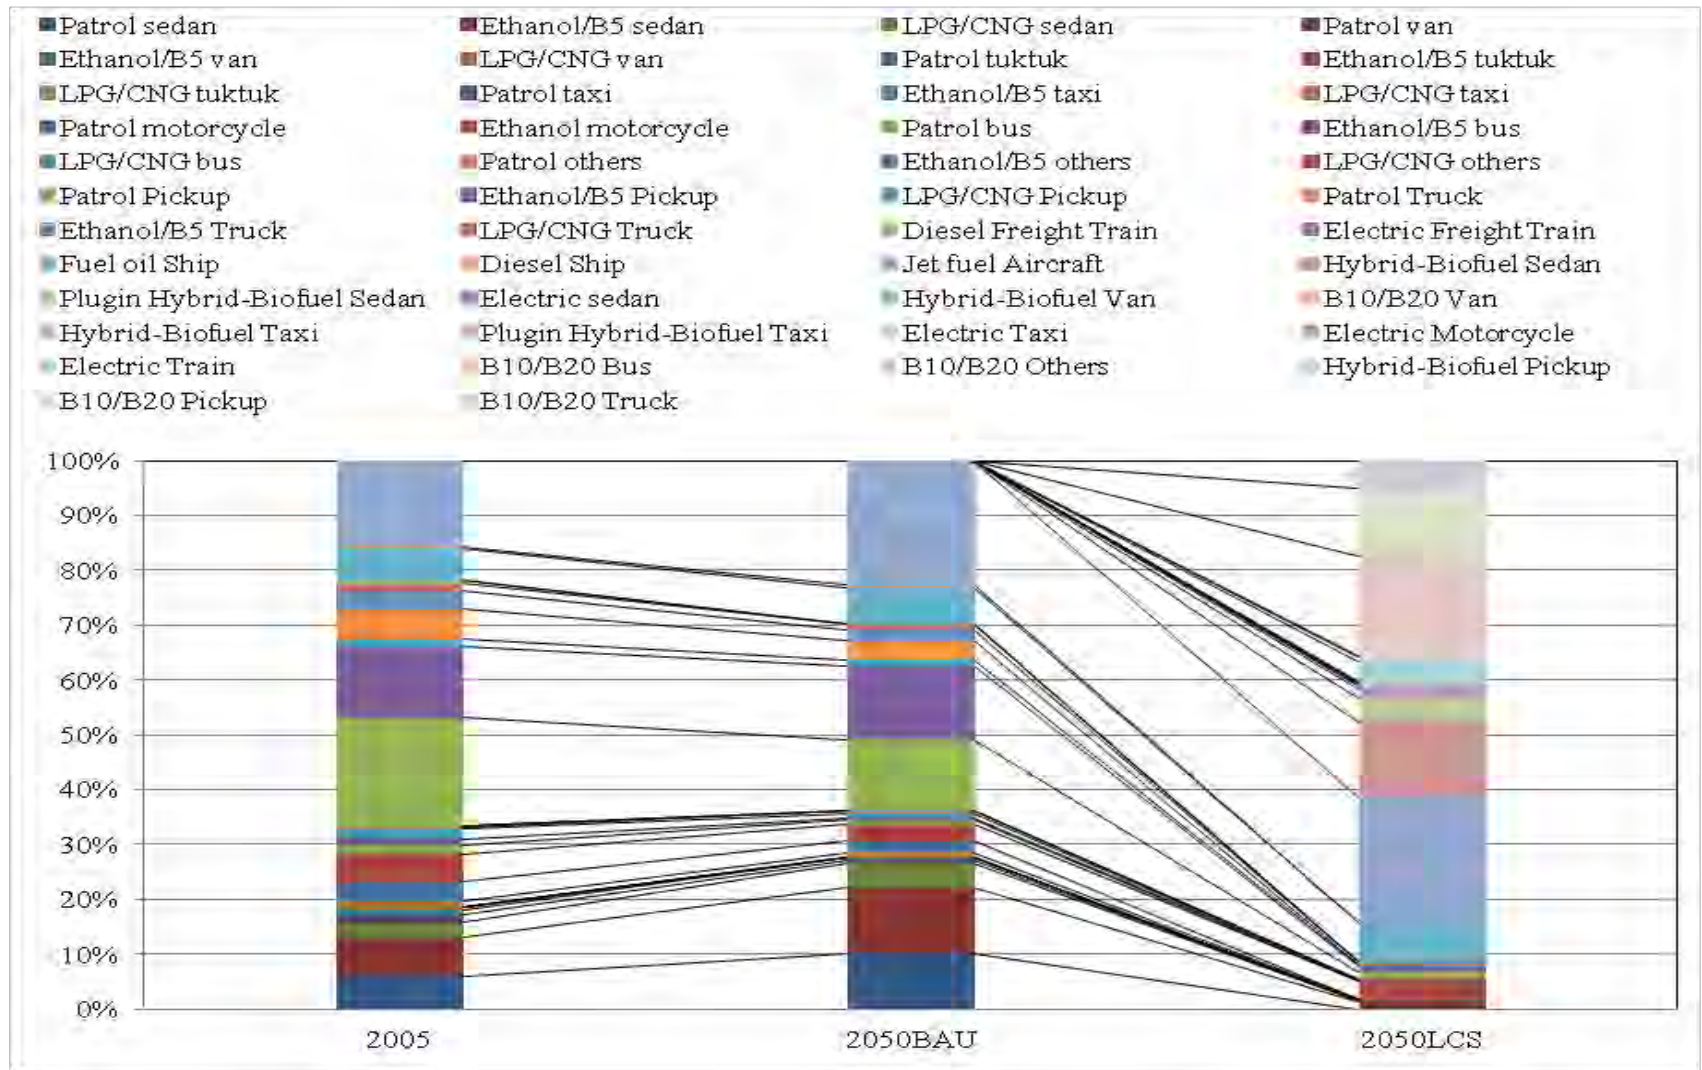 Patrol sedan Ethanol/B5 sedan LPG/CNG sedan Patrol van
Ethanol/B5 van LPG/CNG van Patrol tuktuk Ethanol/B5 tuktuk
LPG/CNG tuktuk Patrol taxi Ethanol/B5 taxi LPG/CNG taxi
Patrol motorcycle Ethanol motorcycle Patrol bus Ethanol/B5 bus
LPG/CNG bus Patrol others Ethanol/B5 others LPG/CNG others
Patrol Pickup Ethanol/B5 Pickup LPG/CNG Pickup Patrol Truck
Ethanol/B5 Truck LPG/CNG Truck Diesel Freight Train Electric Freight Train
Fuel oil Ship Diesel Ship Jet fuel Aircraft Hybrid-Biofuel Sedan
Plugin Hybrid-Biofuel Sedan Electric sedan Hybrid-Biofuel Van B10/B20 Van
Hybrid-Biofuel Taxi Plugin Hybrid-Biofuel Taxi Electric Taxi Electric Motorcycle
Electric Train B10/B20 Bus B10/B20 Others Hybrid-Biofuel Pickup
B10/B20 Pickup B10/B20 Truck
100%
90%
80%
70%
60%
50%
40%
30%
20%
10%
0%
2005 2050BAU 2050LCS